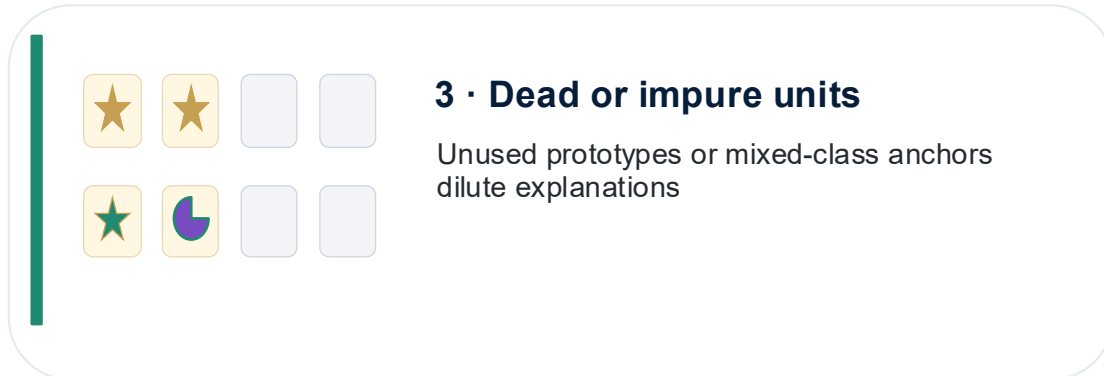 3 · Dead or impure units
Unused prototypes or mixed-class anchors
dilute explanations